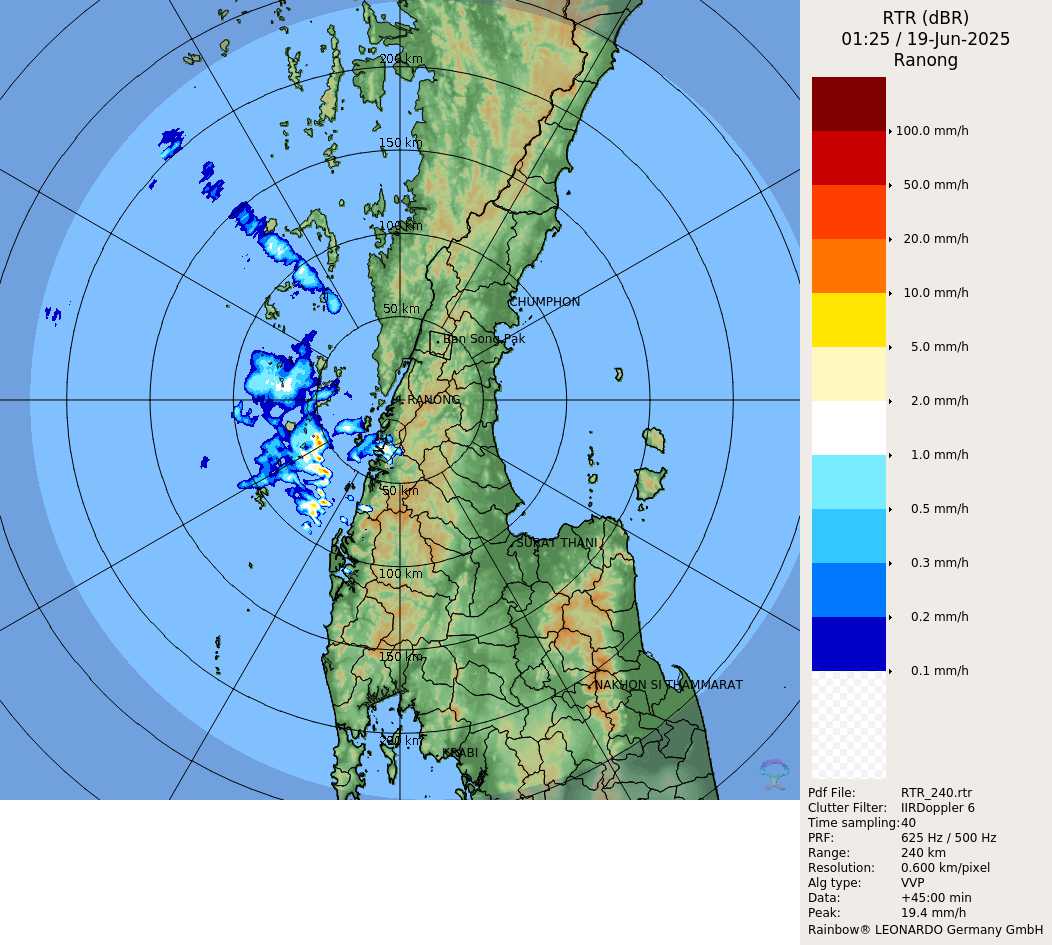 RTR (dBR)
01:25 / 19-Jun-2025
Ranong
100.0 mm/h
50.0 mm/h
20.0 mm/h
10.0 mm/h
5.0 mm/h
2.0 mm/h
1.0 mm/h
0.5 mm/h
0.3 mm/h
0.2 mm/h
0.1 mm/h
Pdf File: RTR_240.rtr
Clutter Filter: IIRDoppler 6
Time sampling: 40
PRF: 625 Hz / 500 Hz
Range: 240 km
Resolution: 0.600 km/pixel
Alg type: VVP
Data: +45:00 min
Peak: 19.4 mm/h
Rainbow® LEONARDO Germany GmbH
200 km
150 km
100 km
50 km
CHUMPHON
Ban Song Pak
RANONG
50 km
SURAT THANI
100 km
150 km
NAKHON SI THAMMARAT
200 km
KRABI